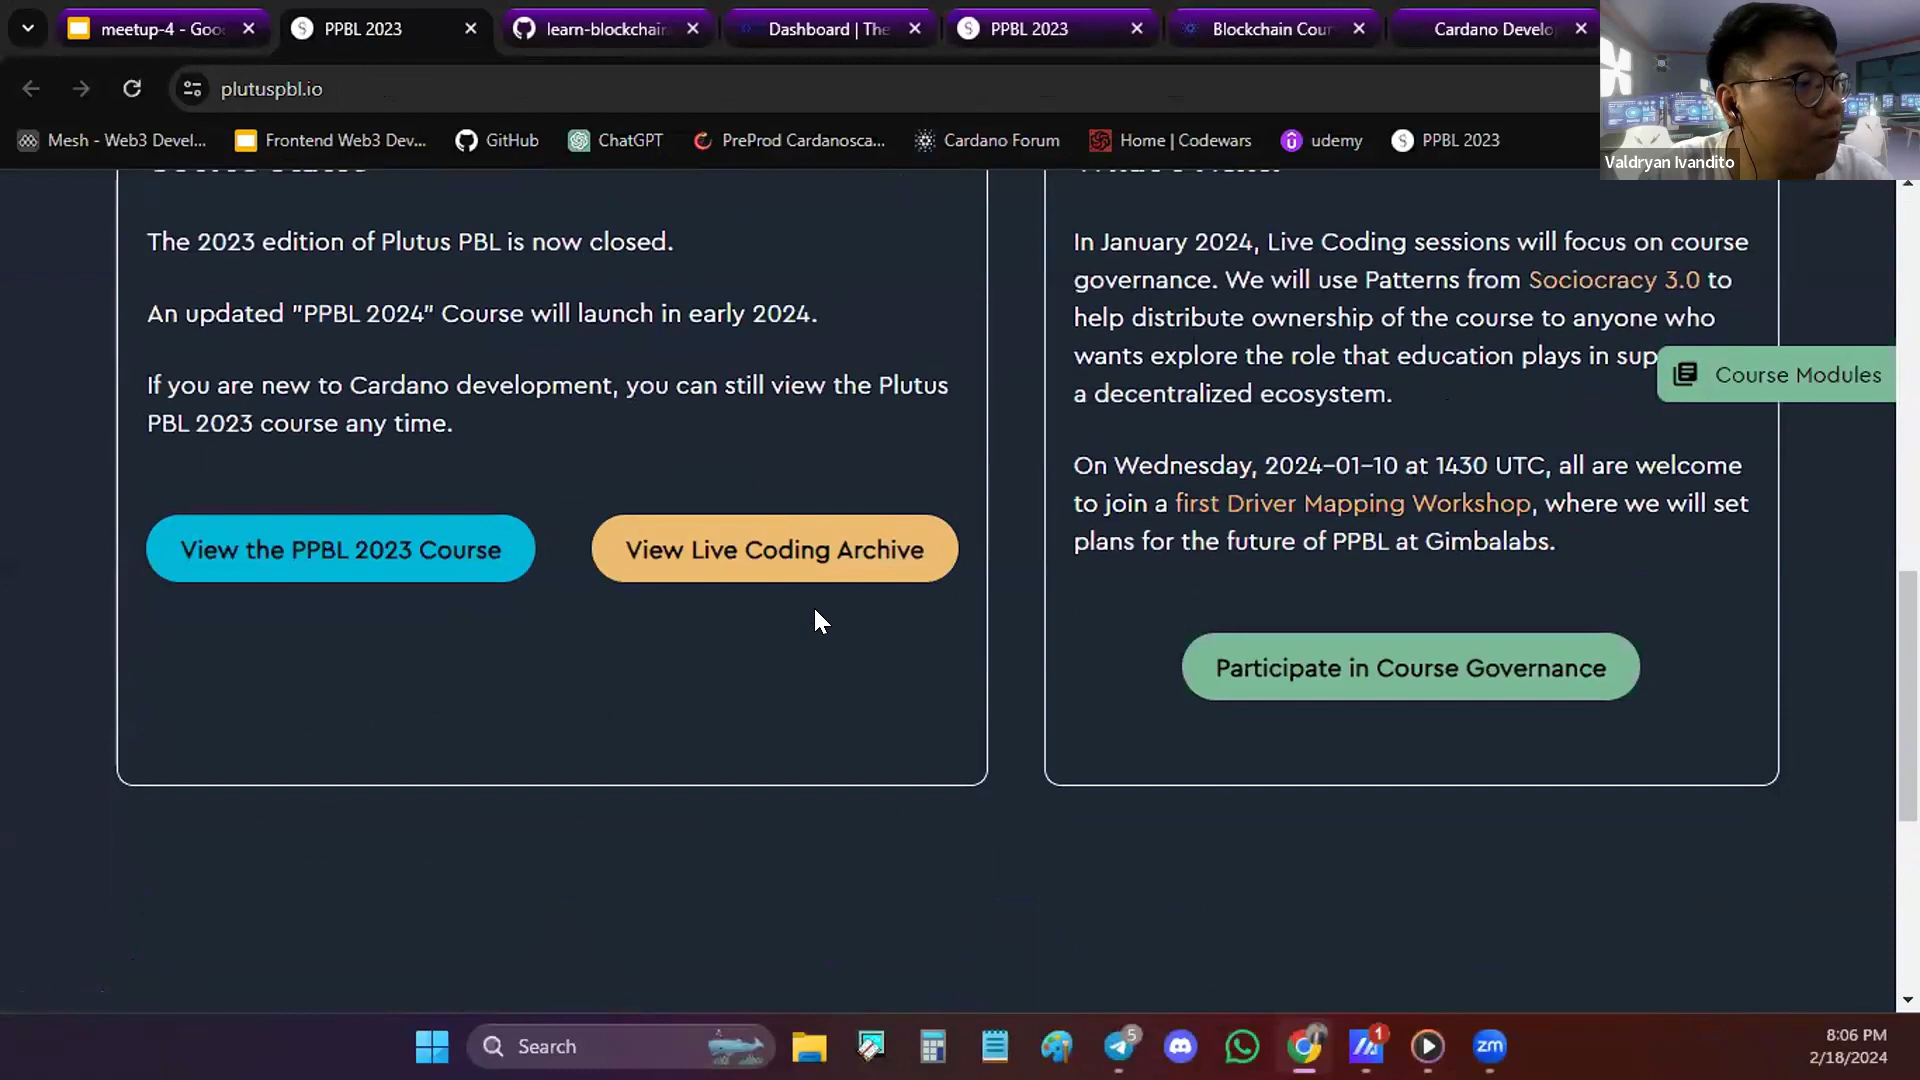 meetup-4 - Goo
PPBL 2023
learn-blockchain
Dashboard | The
PPBL 2023
Blockchain Cour
Cardano Develo
plutuspbl.io
Mesh - Web3 Devel...
Frontend Web3 Dev...
GitHub
ChatGPT
PreProd Cardanosca...
Cardano Forum
Home | Codewars
udemy
PPBL 2023
Valdryan Ivandito
The 2023 edition of Plutus PBL is now closed.
An updated "PPBL 2024" Course will launch in early 2024.
If you are new to Cardano development, you can still view the Plutus
PBL 2023 course any time.
View the PPBL 2023 Course
View Live Coding Archive
In January 2024, Live Coding sessions will focus on course
governance. We will use Patterns from Sociocracy 3.0 to
help distribute ownership of the course to anyone who
wants explore the role that education plays in sup
a decentralized ecosystem.
Course Modules
On Wednesday, 2024-01-10 at 1430 UTC, all are welcome
to join a first Driver Mapping Workshop, where we will set
plans for the future of PPBL at Gimbalabs.
Participate in Course Governance
Search
5
1
zm
8:06 PM
2/18/2024